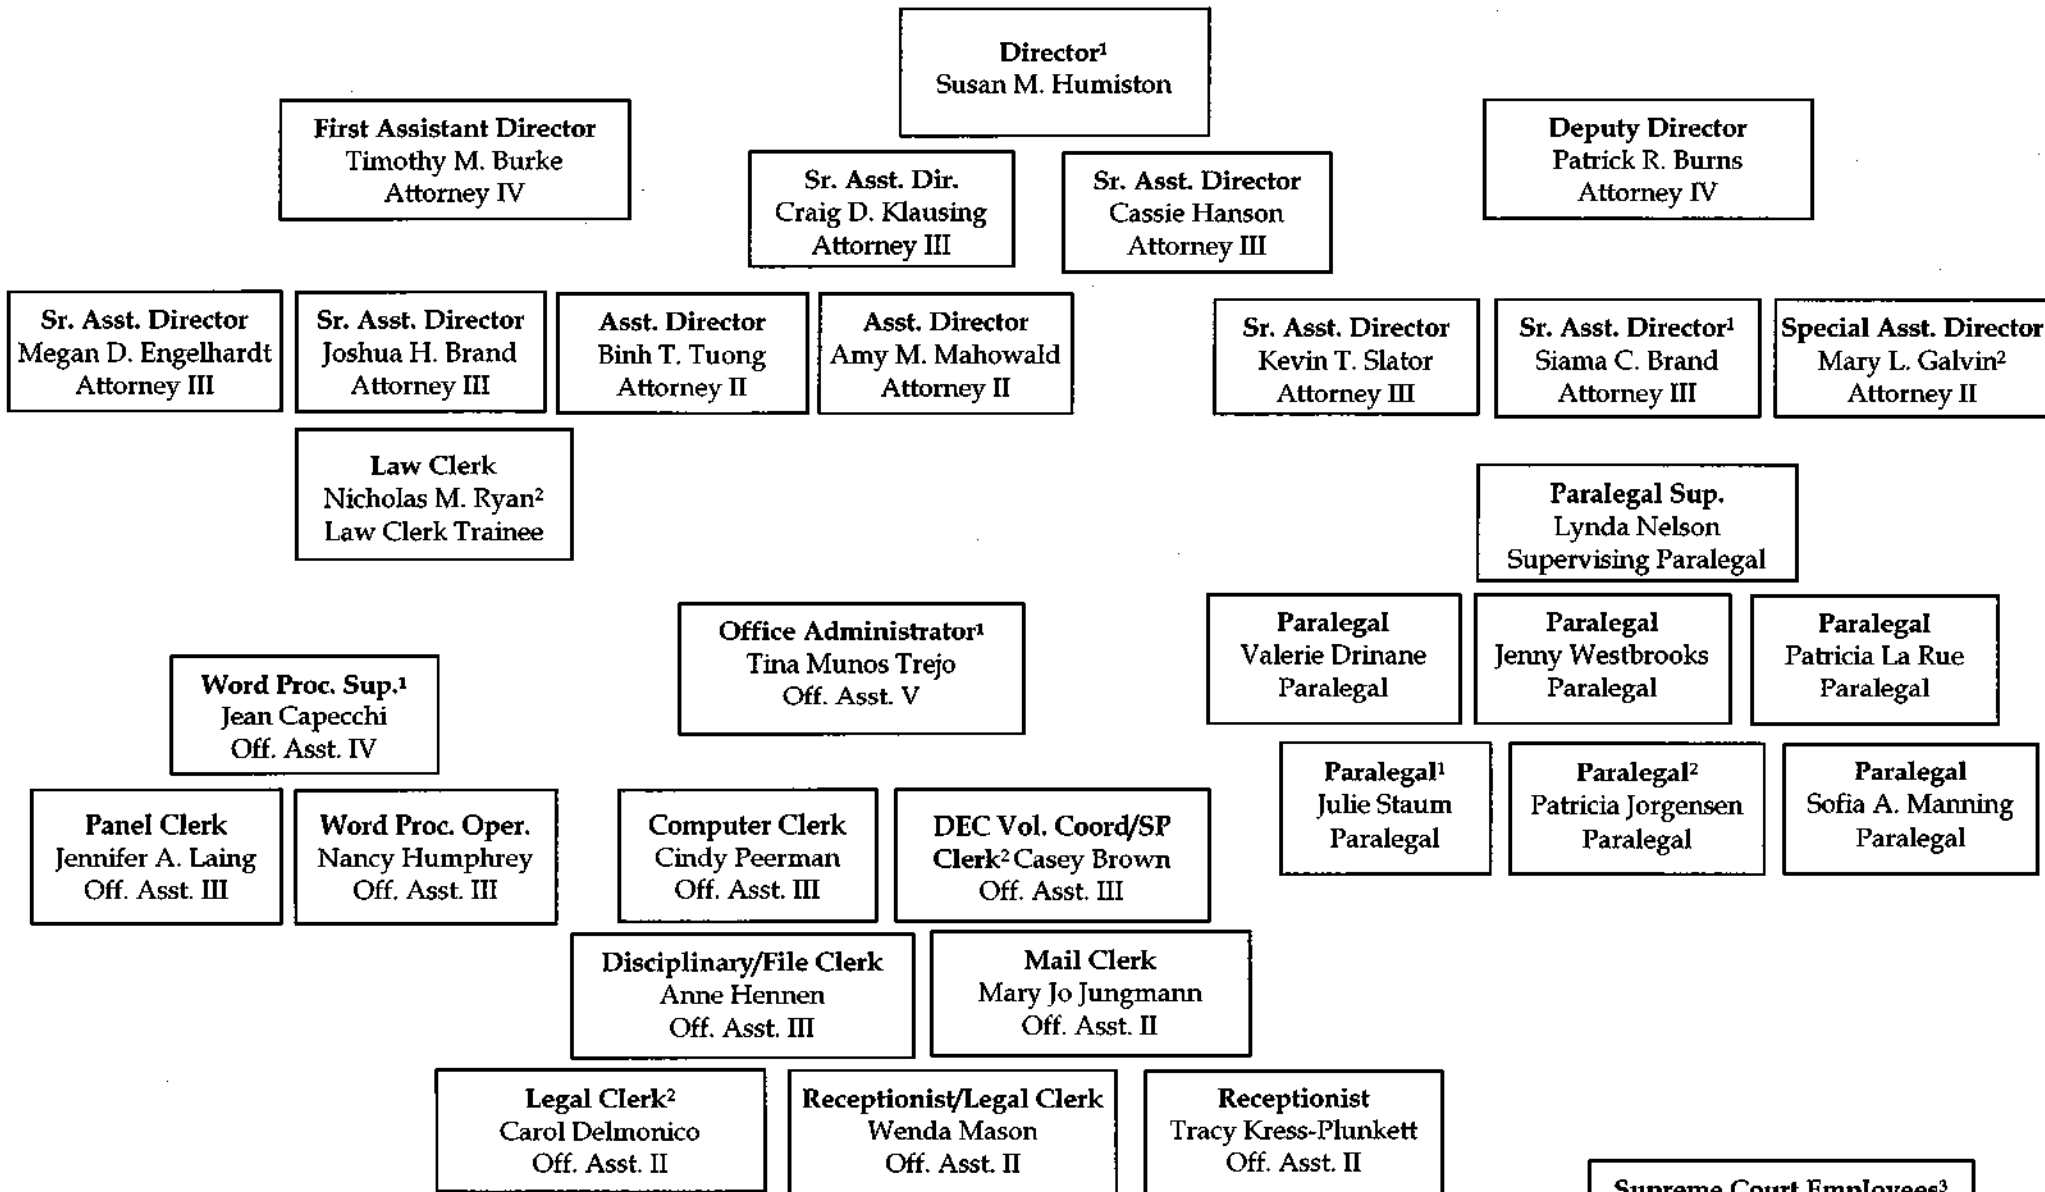 Director¹
Susan M. Humiston
First Assistant Director
Timothy M. Burke
Attorney IV
Deputy Director
Patrick R. Burns
Attorney IV
Sr. Asst. Dir.
Craig D. Klausing
Attorney III
Sr. Asst. Director
Cassie Hanson
Attorney III
Sr. Asst. Director
Megan D. Engelhardt
Attorney III
Sr. Asst. Director
Joshua H. Brand
Attorney III
Asst. Director
Binh T. Tuong
Attorney II
Asst. Director
Amy M. Mahowald
Attorney II
Sr. Asst. Director
Kevin T. Slator
Attorney III
Sr. Asst. Director¹
Siama C. Brand
Attorney III
Special Asst. Director
Mary L. Galvin²
Attorney II
Law Clerk
Nicholas M. Ryan²
Law Clerk Trainee
Paralegal Sup.
Lynda Nelson
Supervising Paralegal
Office Administrator¹
Tina Munos Trejo
Off. Asst. V
Paralegal
Valerie Drinane
Paralegal
Paralegal
Jenny Westbrooks
Paralegal
Paralegal
Patricia La Rue
Paralegal
Word Proc. Sup.¹
Jean Capecchi
Off. Asst. IV
Paralegal¹
Julie Staum
Paralegal
Paralegal²
Patricia Jorgensen
Paralegal
Paralegal
Sofia A. Manning
Paralegal
Panel Clerk
Jennifer A. Laing
Off. Asst. III
Word Proc. Oper.
Nancy Humphrey
Off. Asst. III
Computer Clerk
Cindy Peerman
Off. Asst. III
DEC Vol. Coord/SP
Clerk² Casey Brown
Off. Asst. III
Disciplinary/File Clerk
Anne Hennen
Off. Asst. III
Mail Clerk
Mary Jo Jungmann
Off. Asst. II
Legal Clerk²
Carol Delmonico
Off. Asst. II
Receptionist/Legal Clerk
Wenda Mason
Off. Asst. II
Receptionist
Tracy Kress-Plunkett
Off. Asst. II
Supreme Court Employees³